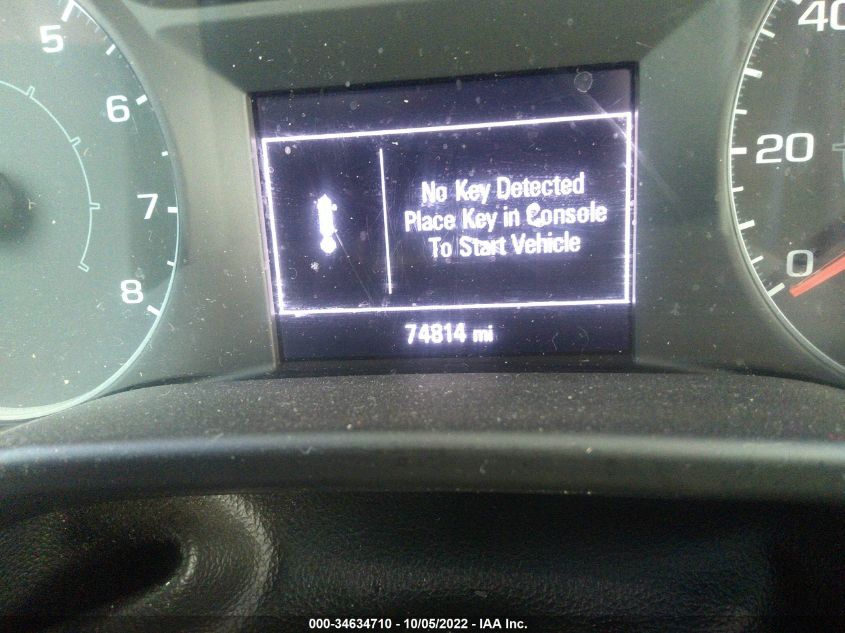 5
6
7
8
40
20
0
No Key Detected
Place Key in Console
To Start Vehicle
74814 mi
000-34634710 - 10/05/2022 - IAA Inc.